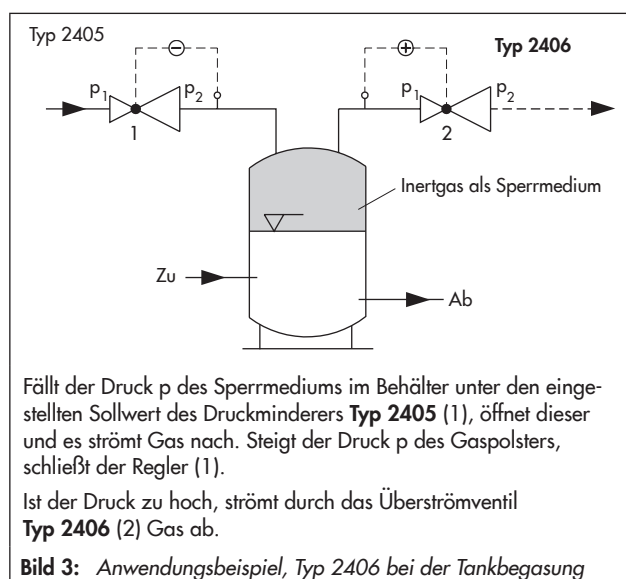 Typ 2405
Typ 2406
p1 p2
p1 p2
1
2
Inertgas als Sperrmedium
Zu
Ab
Fällt der Druck p des Sperrmediums im Behälter unter den einge-
stellten Sollwert des Druckminderers Typ 2405 (1), öffnet dieser
und es strömt Gas nach. Steigt der Druck p des Gaspolsters,
schließt der Regler (1).
Ist der Druck zu hoch, strömt durch das Überströmventil
Typ 2406 (2) Gas ab.
Bild 3: Anwendungsbeispiel, Typ 2406 bei der Tankbegasung